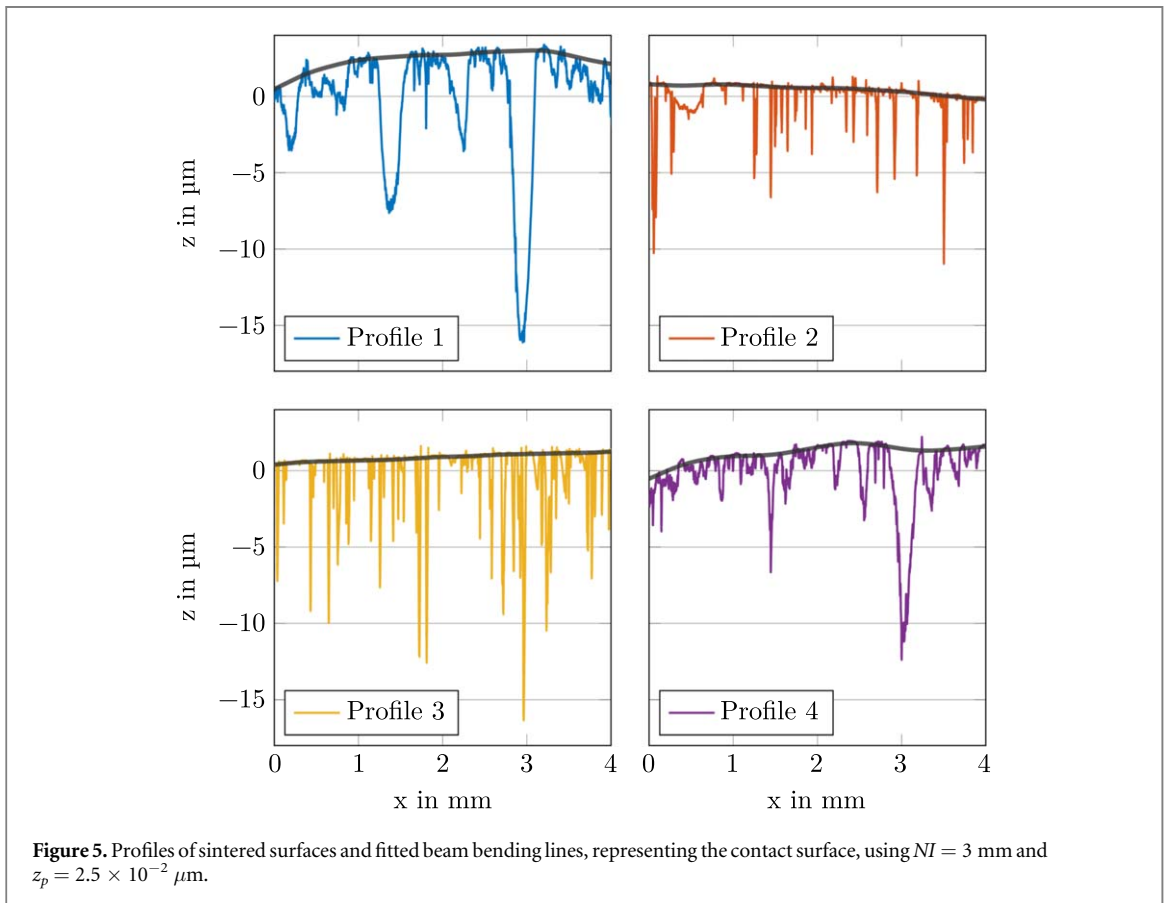 0
−5
−10
−15
z in µm
Profile 1
Profile 2
0
−5
−10
−15
z in µm
Profile 3
Profile 4
0 1 2 3 4
0 1 2 3 4
x in mm
x in mm
Figure 5. Profiles of sintered surfaces and fitted beam bending lines, representing the contact surface, using NI = 3 mm and
z_p = 2.5 × 10⁻² µm.